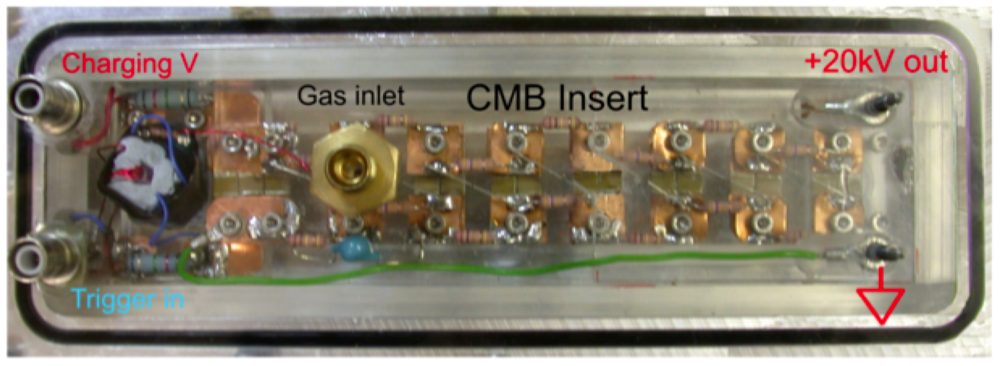 Charging V
+20kV out
Gas inlet
CMB Insert
Trigger in